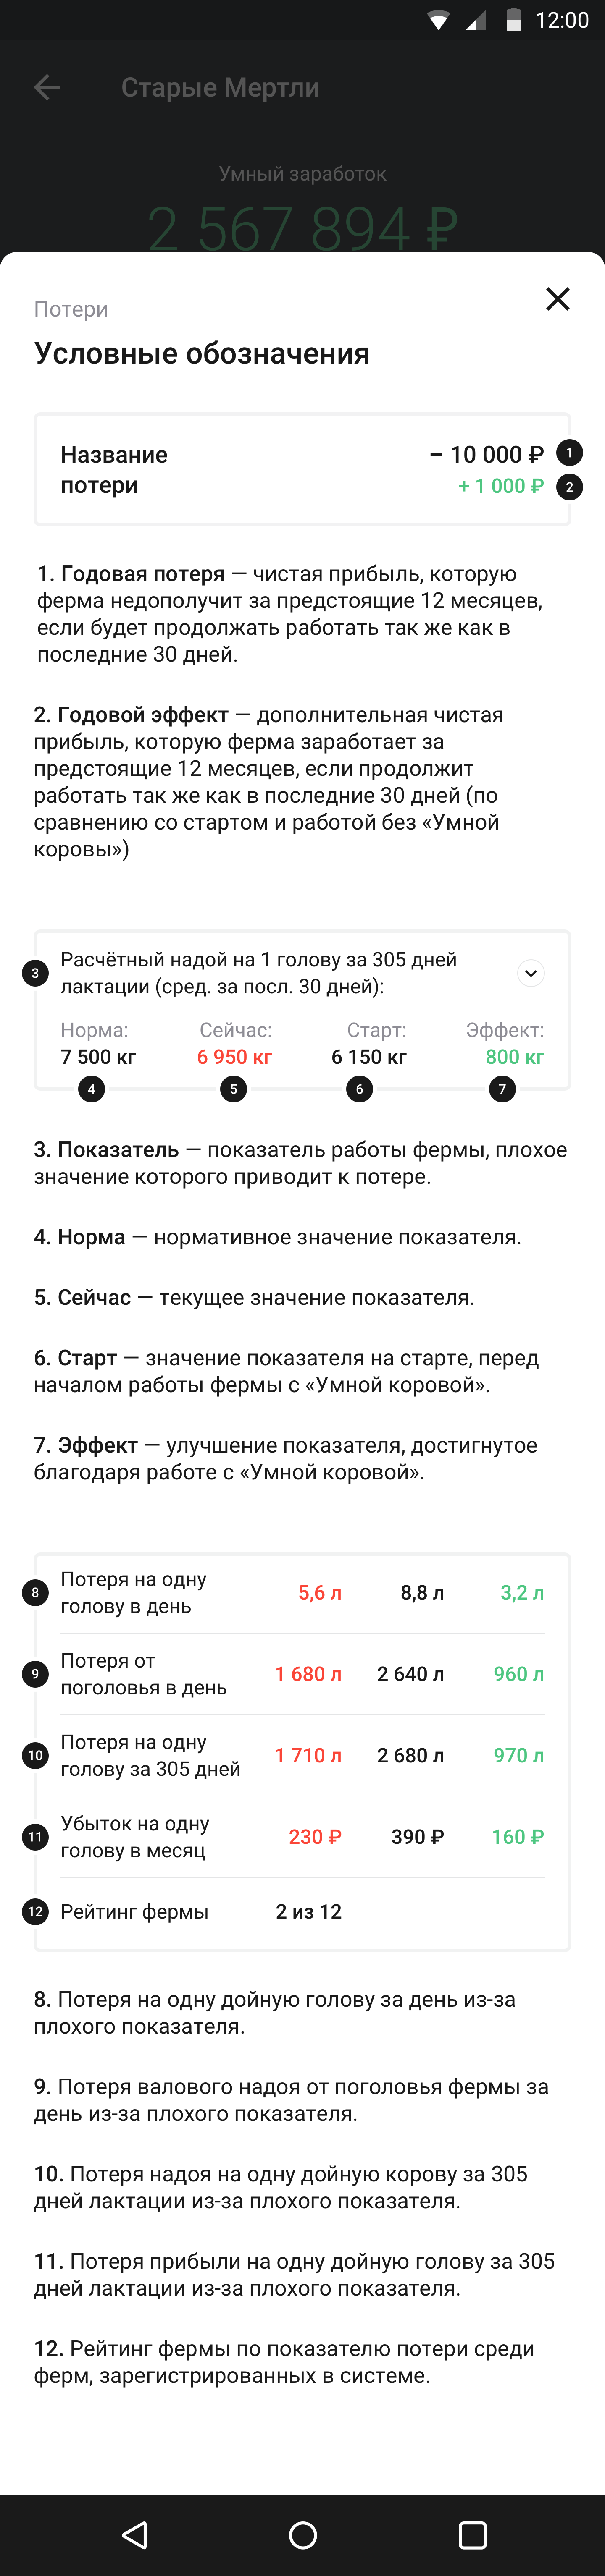 12:00
Старые Мертли
Умный заработок
2 567 894 ₽
Потери
Условные обозначения
Название – 10 000 ₽ 1
потери + 1 000 ₽ 2
1. Годовая потеря — чистая прибыль, которую
ферма недополучит за предстоящие 12 месяцев,
если будет продолжать работать так же как в
последние 30 дней.
2. Годовой эффект — дополнительная чистая
прибыль, которую ферма заработает за
предстоящие 12 месяцев, если продолжит
работать так же как в последние 30 дней (по
сравнению со стартом и работой без «Умной
коровы»)
3 Расчётный надой на 1 голову за 305 дней
лактации (сред. за посл. 30 дней):
Норма: Сейчас: Старт: Эффект:
7 500 кг 6 950 кг 6 150 кг 800 кг
4 5 6 7
3. Показатель — показатель работы фермы, плохое
значение которого приводит к потере.
4. Норма — нормативное значение показателя.
5. Сейчас — текущее значение показателя.
6. Старт — значение показателя на старте, перед
началом работы фермы с «Умной коровой».
7. Эффект — улучшение показателя, достигнутое
благодаря работе с «Умной коровой».
8 Потеря на одну
голову в день 5,6 л 8,8 л 3,2 л
9 Потеря от
поголовья в день 1 680 л 2 640 л 960 л
10 Потеря на одну
голову за 305 дней 1 710 л 2 680 л 970 л
11 Убыток на одну
голову в месяц 230 ₽ 390 ₽ 160 ₽
12 Рейтинг фермы 2 из 12
8. Потеря на одну дойную голову за день из-за
плохого показателя.
9. Потеря валового надоя от поголовья фермы за
день из-за плохого показателя.
10. Потеря надоя на одну дойную корову за 305
дней лактации из-за плохого показателя.
11. Потеря прибыли на одну дойную голову за 305
дней лактации из-за плохого показателя.
12. Рейтинг фермы по показателю потери среди
ферм, зарегистрированных в системе.